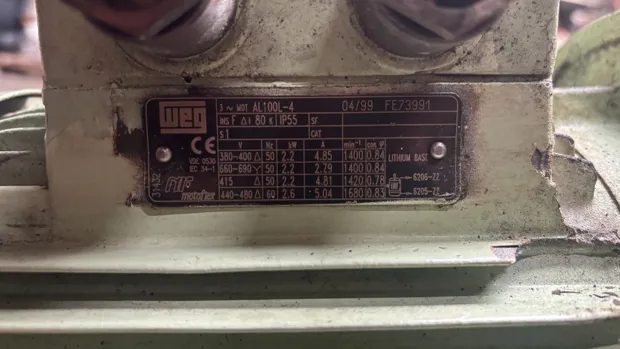 WEG
3 ~ MOT AL100L-4 04/99 FE73991
INS F Δt 80 K IP55 SF
S1 CAT
CE
VDE 0530
IEC 34-1
V Hz kW A min⁻¹ cos φ
380-400 Δ 50 2.2 4.85 1400 0.84
660-690 Y 50 2.2 2.79 1400 0.84
415 Δ 50 2.2 4.81 1420 0.78
440-480 Δ 60 2.6 5.04 1680 0.83
LITHIUM BASE
6206-ZZ
6205-ZZ
31432
motoflex